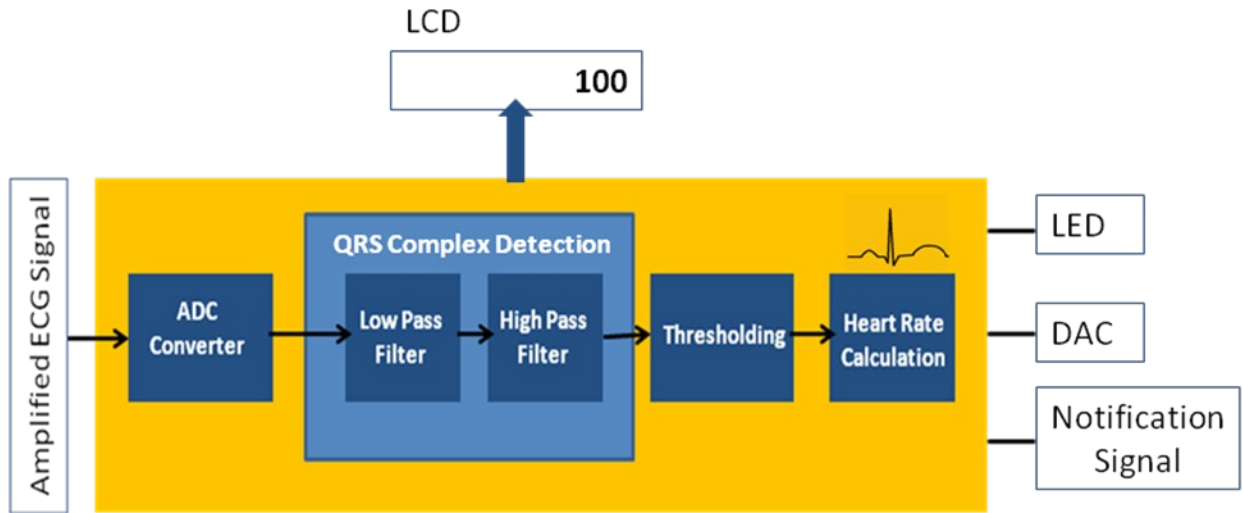 LCD
100
Amplified ECG Signal
QRS Complex Detection
ADC
Converter
Low Pass
Filter
High Pass
Filter
Thresholding
Heart Rate
Calculation
LED
DAC
Notification
Signal